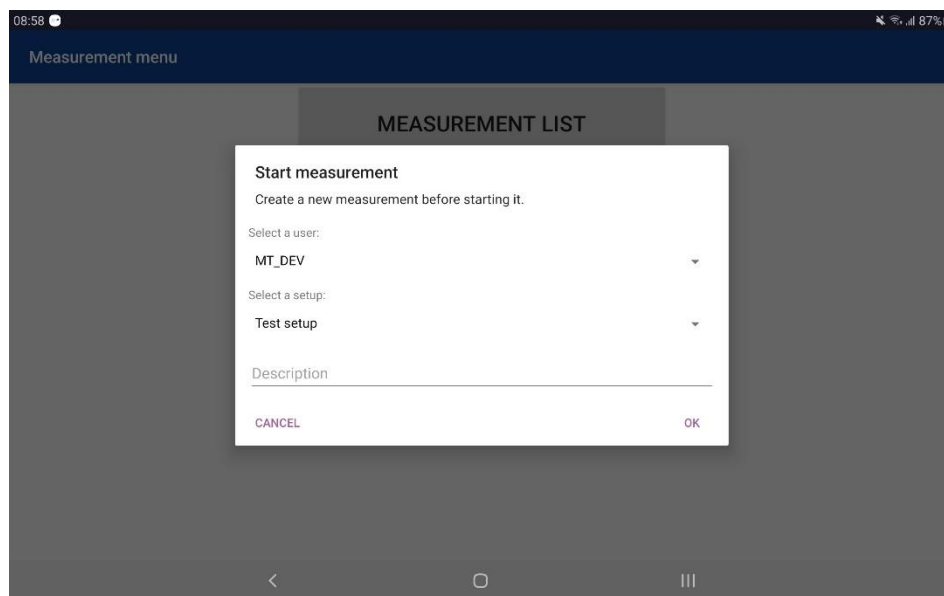 08:58 87%
Measurement menu
MEASUREMENT LIST
Start measurement
Create a new measurement before starting it.
Select a user:
MT_DEV
Select a setup:
Test setup
Description
CANCEL OK